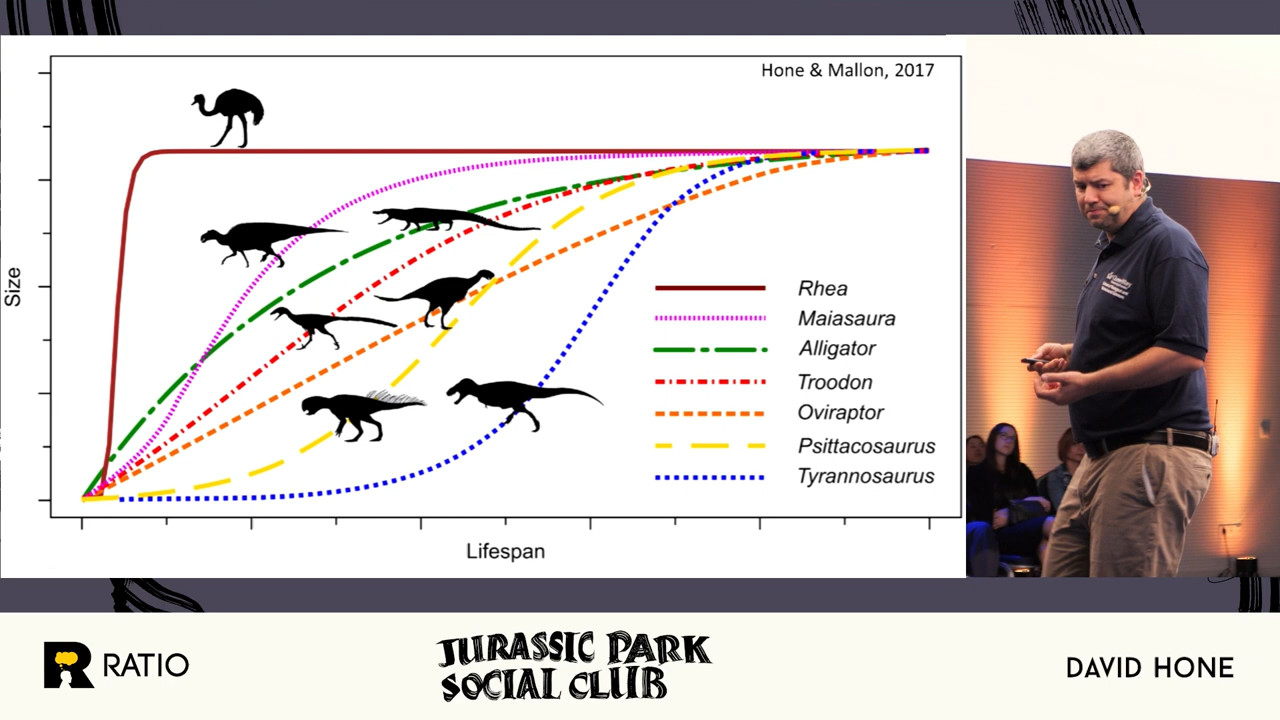 Hone & Mallon, 2017
Size
Rhea
Maiasaura
Alligator
Troodon
Oviraptor
Psittacosaurus
Tyrannosaurus
Lifespan
RATIO
JURASSIC PARK
SOCIAL CLUB
DAVID HONE